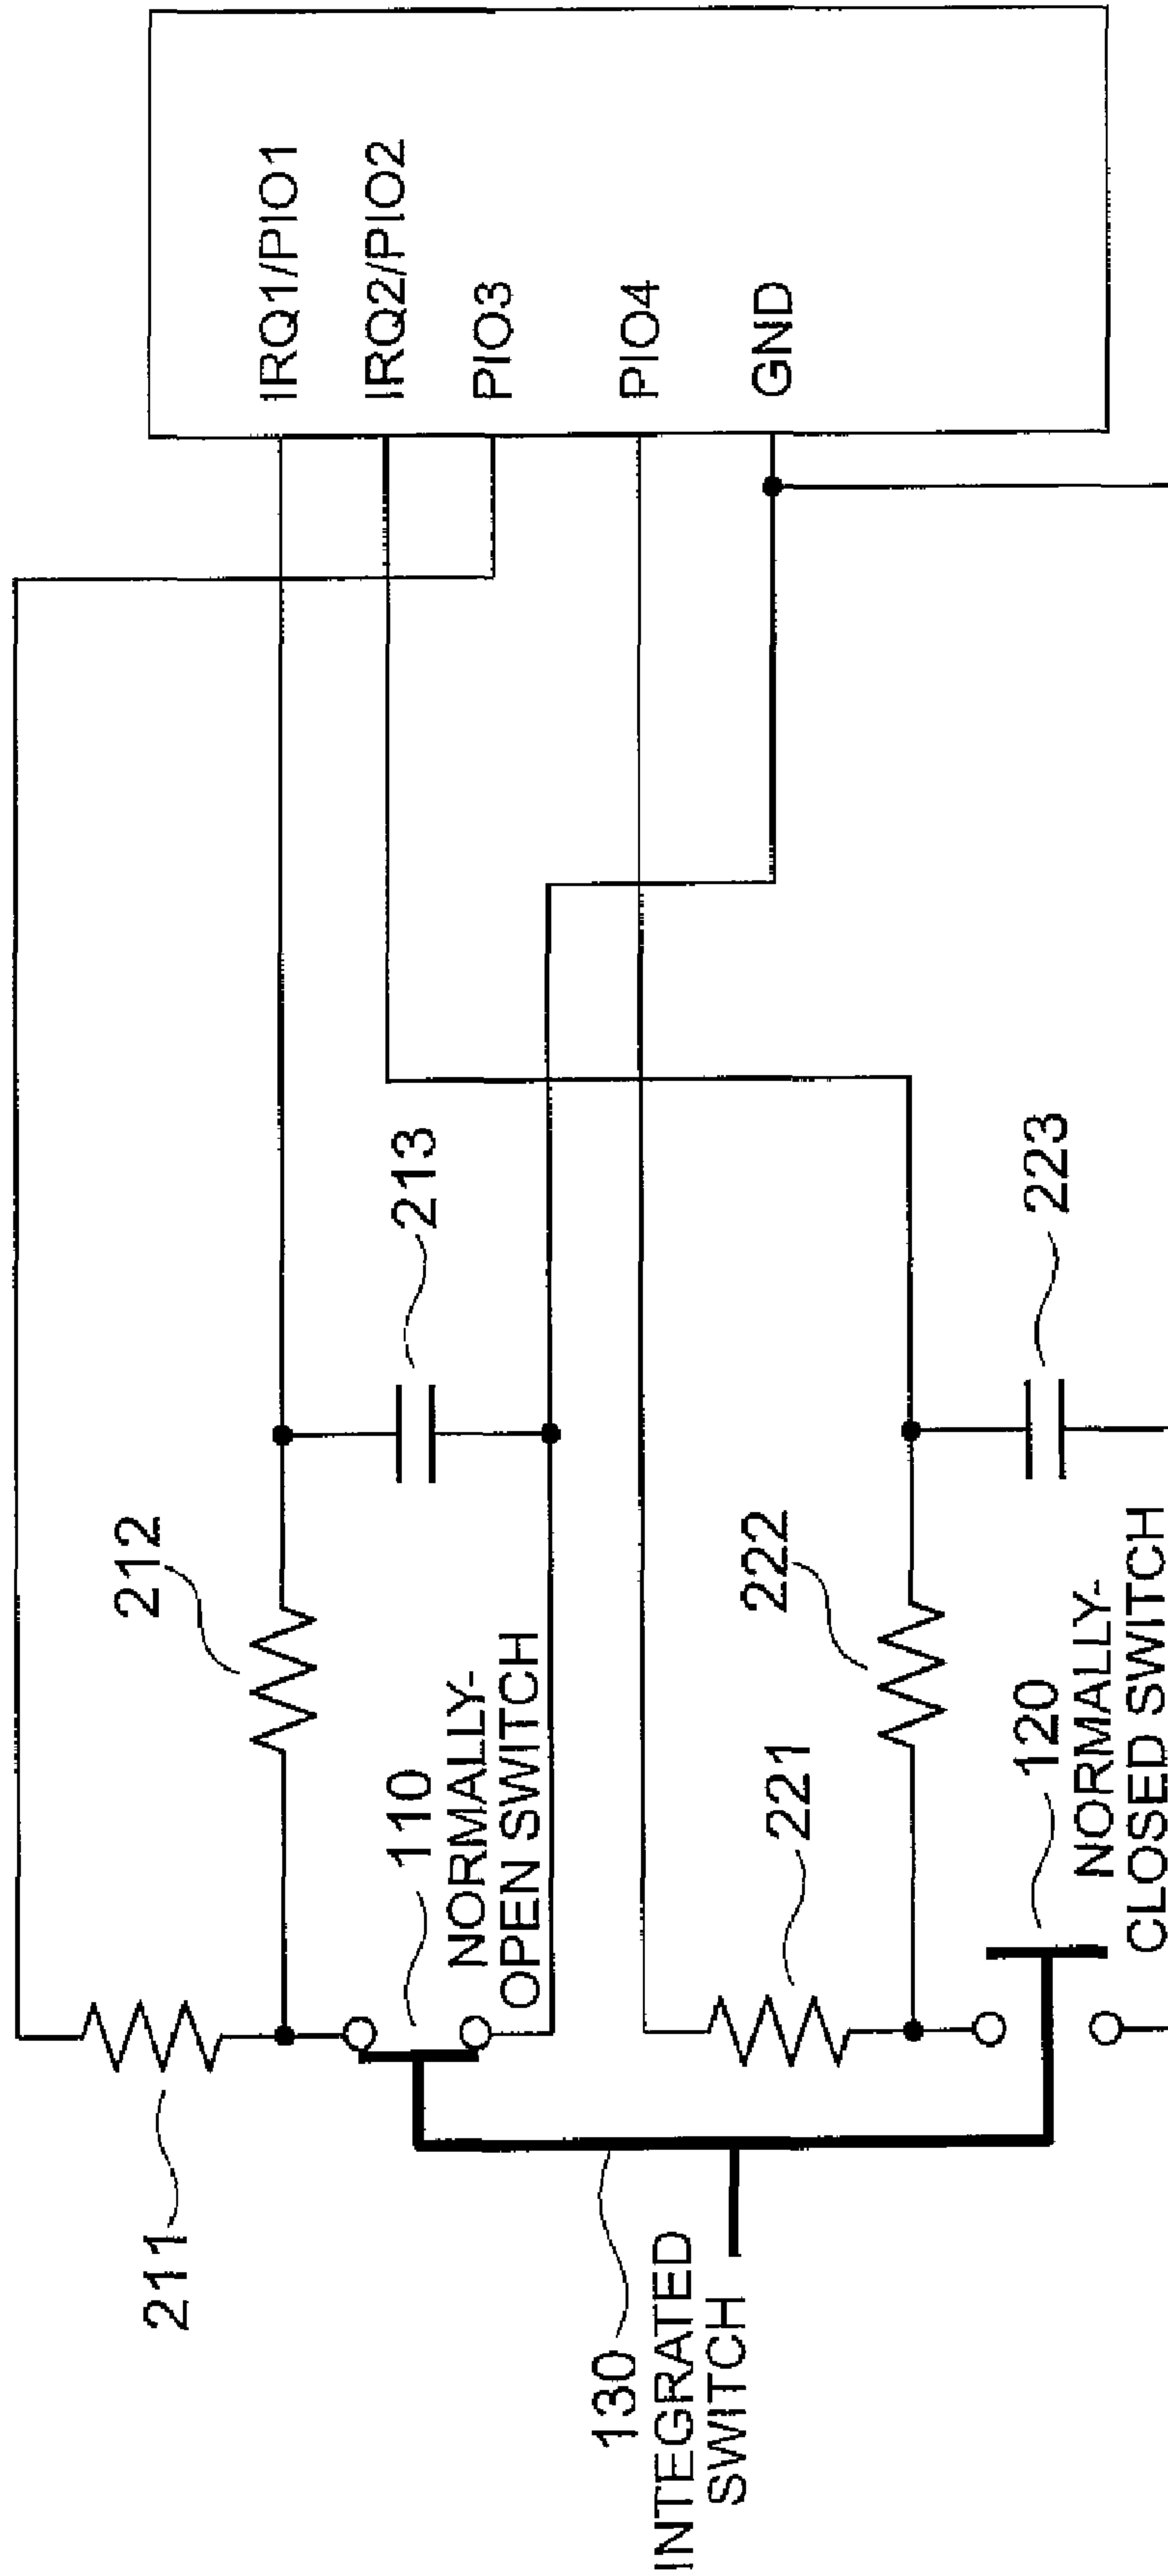 IRQ1/PIO1
IRQ2/PIO2
PIO3
PIO4
GND
211
212
213
110
NORMALLY-
OPEN SWITCH
130
INTEGRATED
SWITCH
221
222
223
120
NORMALLY-
CLOSED SWITCH